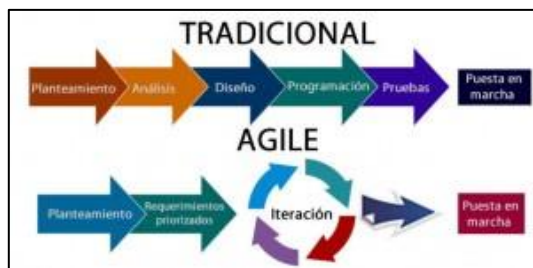 TRADICIONAL
Planteamiento
Análisis
Diseño
Programación
Pruebas
Puesta en
marcha
AGILE
Planteamiento
Requerimientos
priorizados
Iteración
Puesta en
marcha